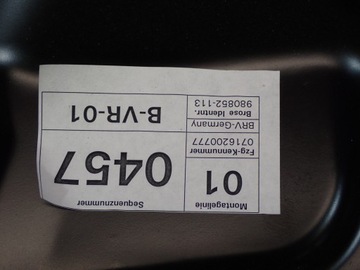 Montagelinie
Sequenznummer
01
0457
Fzg-Kennummer
0716200777
BRV-Germany
Brose Identnr.
980852-113
B-VR-01